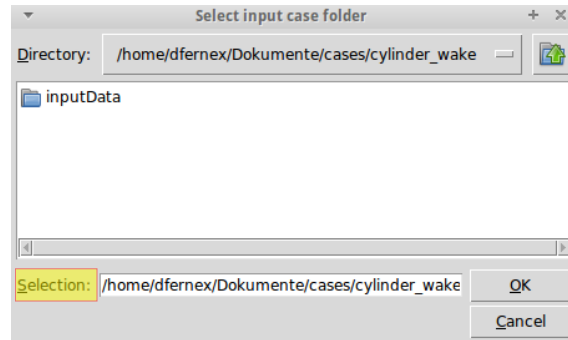 Select input case folder
Directory: /home/dfernex/Dokumente/cases/cylinder_wake
inputData
Selection: /home/dfernex/Dokumente/cases/cylinder_wake OK
Cancel